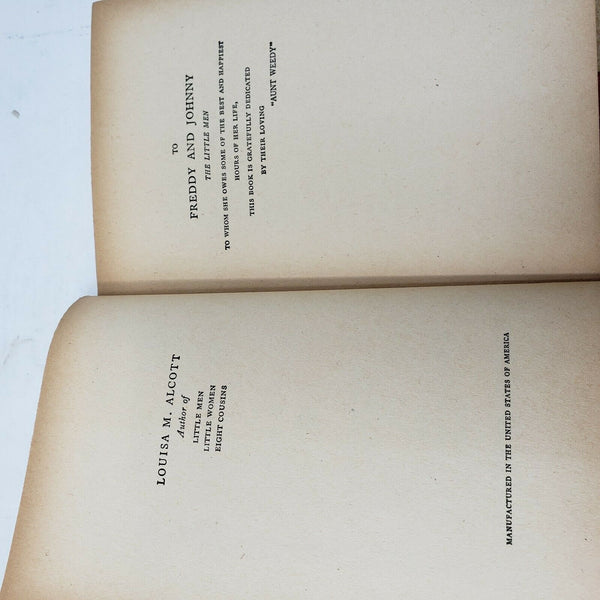 LOUISA M. ALCOTT
Author of
LITTLE MEN
LITTLE WOMEN
EIGHT COUSINS
MANUFACTURED IN THE UNITED STATES OF AMERICA
TO
FREDDY AND JOHNNY
THE LITTLE MEN
TO WHOM SHE OWES SOME OF THE BEST AND HAPPIEST
HOURS OF HER LIFE,
THIS BOOK IS GRATEFULLY DEDICATED
BY THEIR LOVING
"AUNT WEEDY"